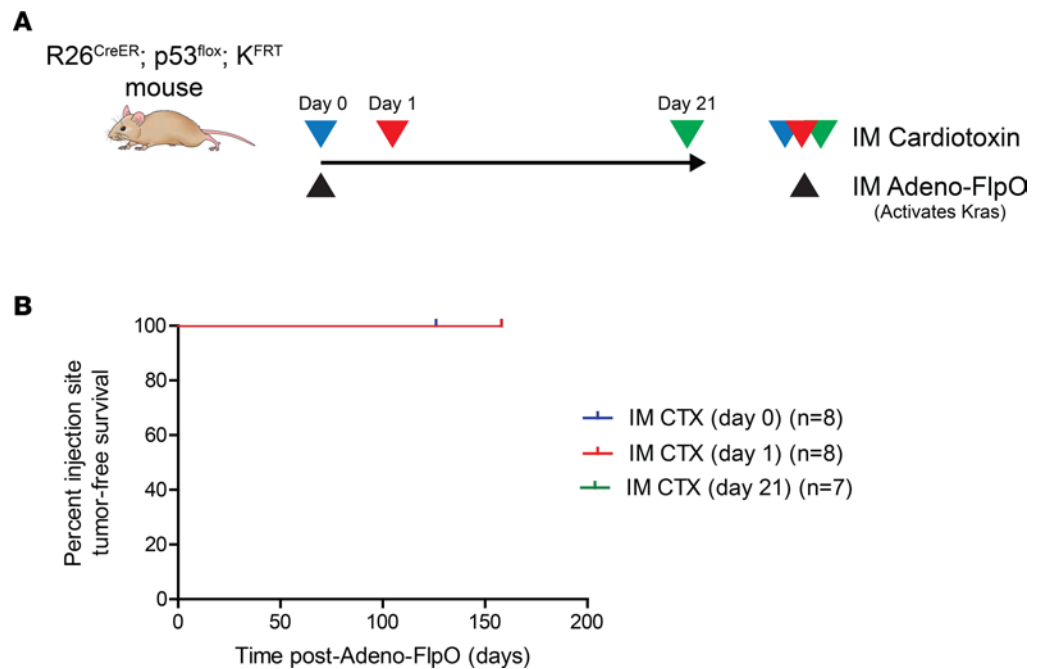 A
R26CreER; p53flox; KFRT
mouse
Day 0
Day 1
Day 21
IM Cardiotoxin
IM Adeno-FlpO
(Activates Kras)
B
Percent injection site
tumor-free survival
100
80
60
40
20
0
0
50
100
150
200
Time post-Adeno-FlpO (days)
IM CTX (day 0) (n=8)
IM CTX (day 1) (n=8)
IM CTX (day 21) (n=7)